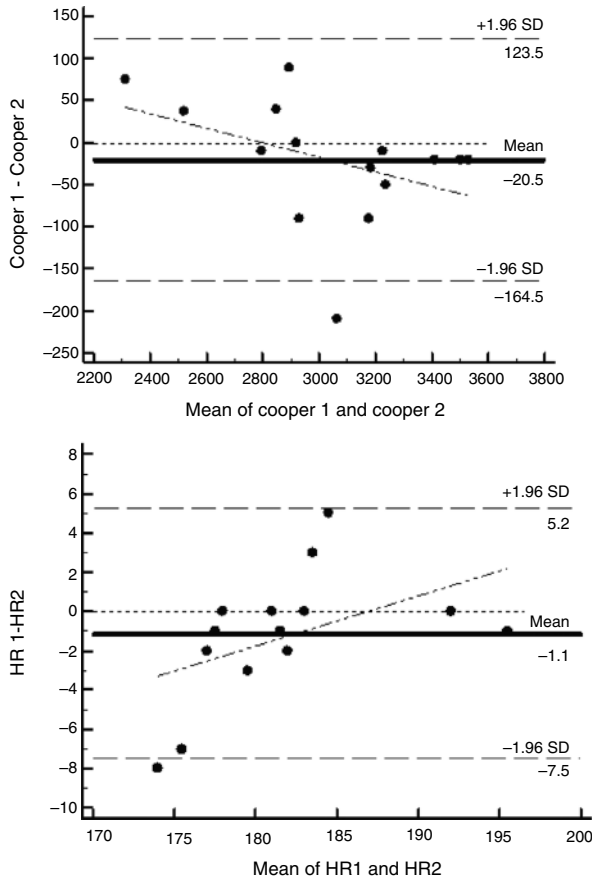 150
100
50
0
−50
−100
−150
−200
−250
Cooper 1 - Cooper 2
+1.96 SD
123.5
Mean
−20.5
−1.96 SD
−164.5
2200 2400 2600 2800 3000 3200 3400 3600 3800
Mean of cooper 1 and cooper 2
8
6
4
2
0
−2
−4
−6
−8
−10
HR 1-HR2
+1.96 SD
5.2
Mean
−1.1
−1.96 SD
−7.5
170 175 180 185 190 195 200
Mean of HR1 and HR2